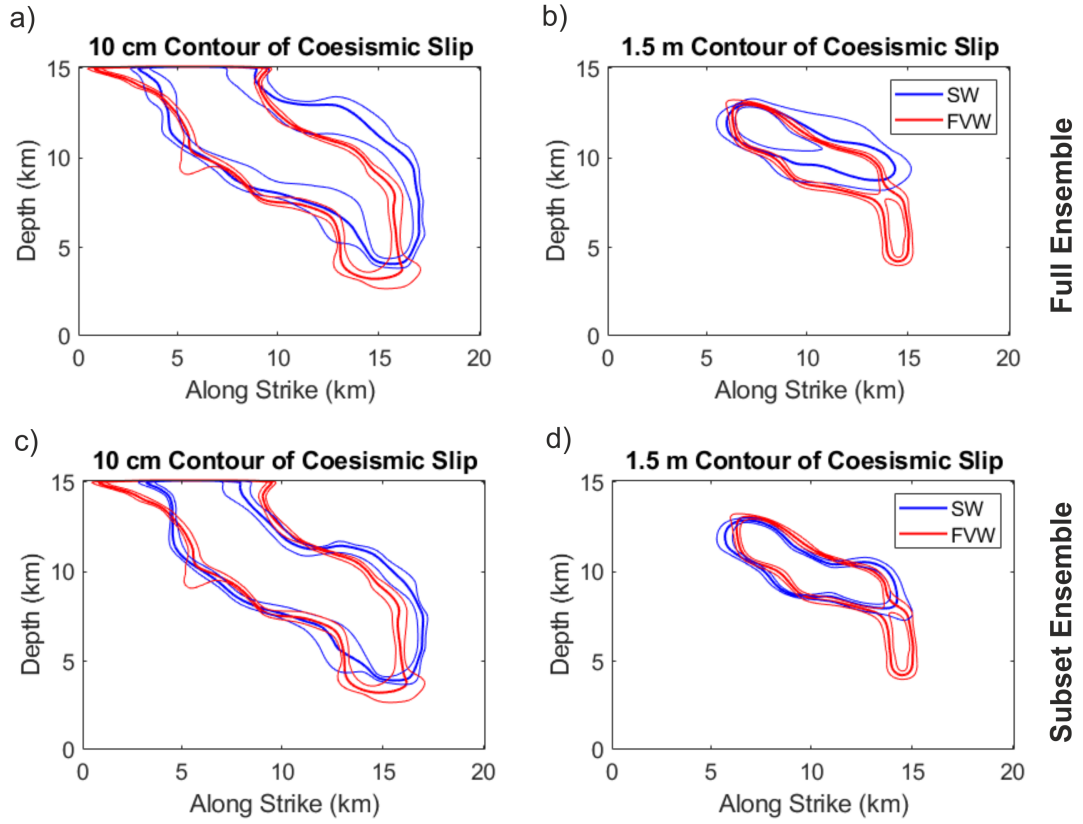 a)
10 cm Contour of Coesismic Slip
15
10
5
0
Depth (km)
0 5 10 15 20
Along Strike (km)
b)
1.5 m Contour of Coesismic Slip
SW
FVW
15
10
5
0
Depth (km)
0 5 10 15 20
Along Strike (km)
Full Ensemble
c)
10 cm Contour of Coesismic Slip
15
10
5
0
Depth (km)
0 5 10 15 20
Along Strike (km)
d)
1.5 m Contour of Coesismic Slip
SW
FVW
15
10
5
0
Depth (km)
0 5 10 15 20
Along Strike (km)
Subset Ensemble